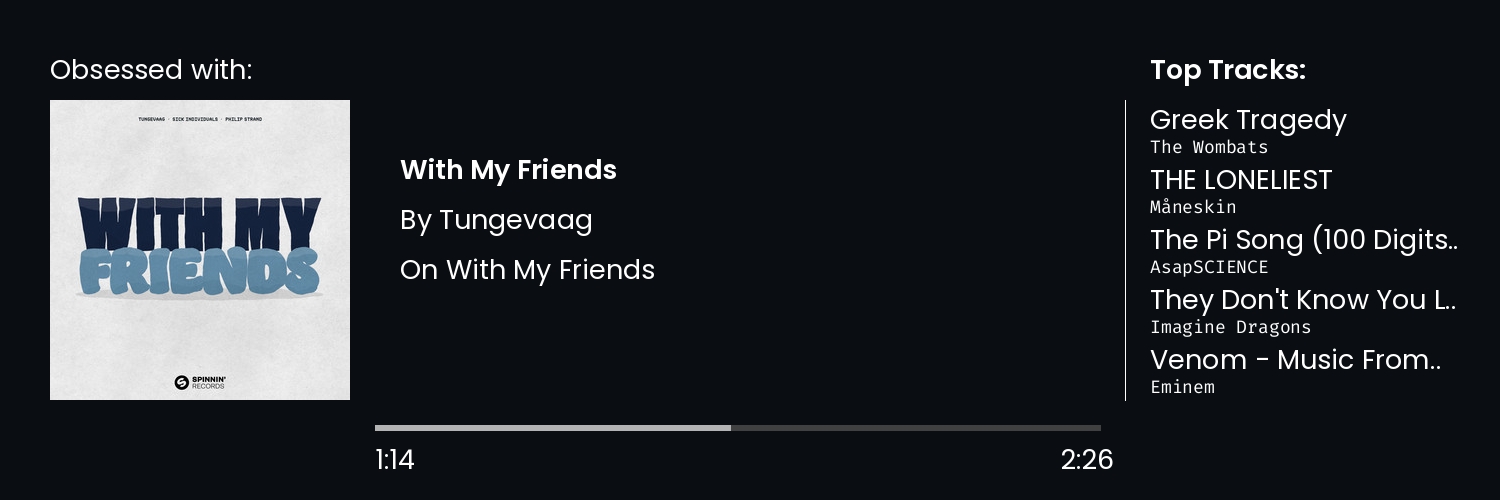 Obsessed with:
TUNGEVAAG · SICK INDIVIDUALS · PHILIP STRAND
WITH MY
FRIENDS
SPINNIN'
RECORDS
With My Friends
By Tungevaag
On With My Friends
1:14
2:26
Top Tracks:
Greek Tragedy
The Wombats
THE LONELIEST
Måneskin
The Pi Song (100 Digits..
AsapSCIENCE
They Don't Know You L..
Imagine Dragons
Venom - Music From..
Eminem